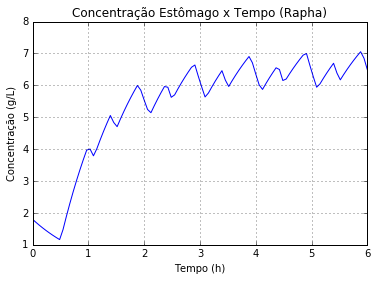 Concentração Estômago x Tempo (Rapha)
8
7
6
5
4
3
2
1
Concentração (g/L)
0 1 2 3 4 5 6
Tempo (h)